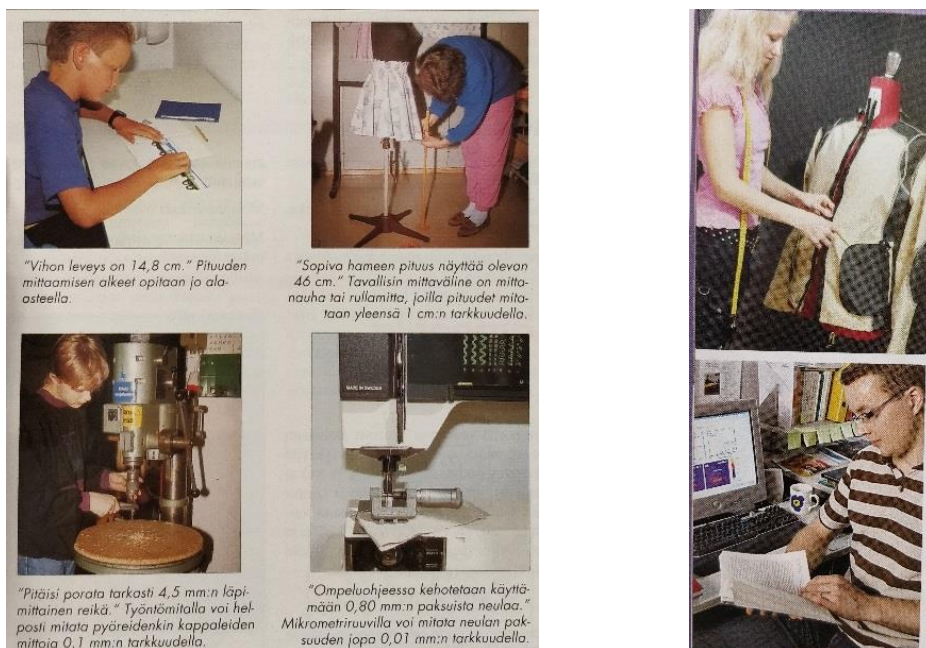 "Vihon leveys on 14,8 cm." Pituuden
mittaamisen alkeet opitaan jo ala-
asteella.
"Sopiva hameen pituus näyttää olevan
46 cm." Tavallisin mittaväline on mitta-
nauha tai rullamitta, joilla pituudet mita-
taan yleensä 1 cm:n tarkkuudella.
MADE IN SWEDEN
"Pitäisi porata tarkasti 4,5 mm:n läpi-
mittainen reikä." Työntömitalla voi hel-
posti mitata pyöreidenkin kappaleiden
mittoja 0,1 mm:n tarkkuudella.
"Ompeluohjeessa kehotetaan käyttä-
mään 0,80 mm:n paksuista neulaa."
Mikrometriruuvilla voi mitata neulan pak-
suuden jopa 0,01 mm:n tarkkuudella.